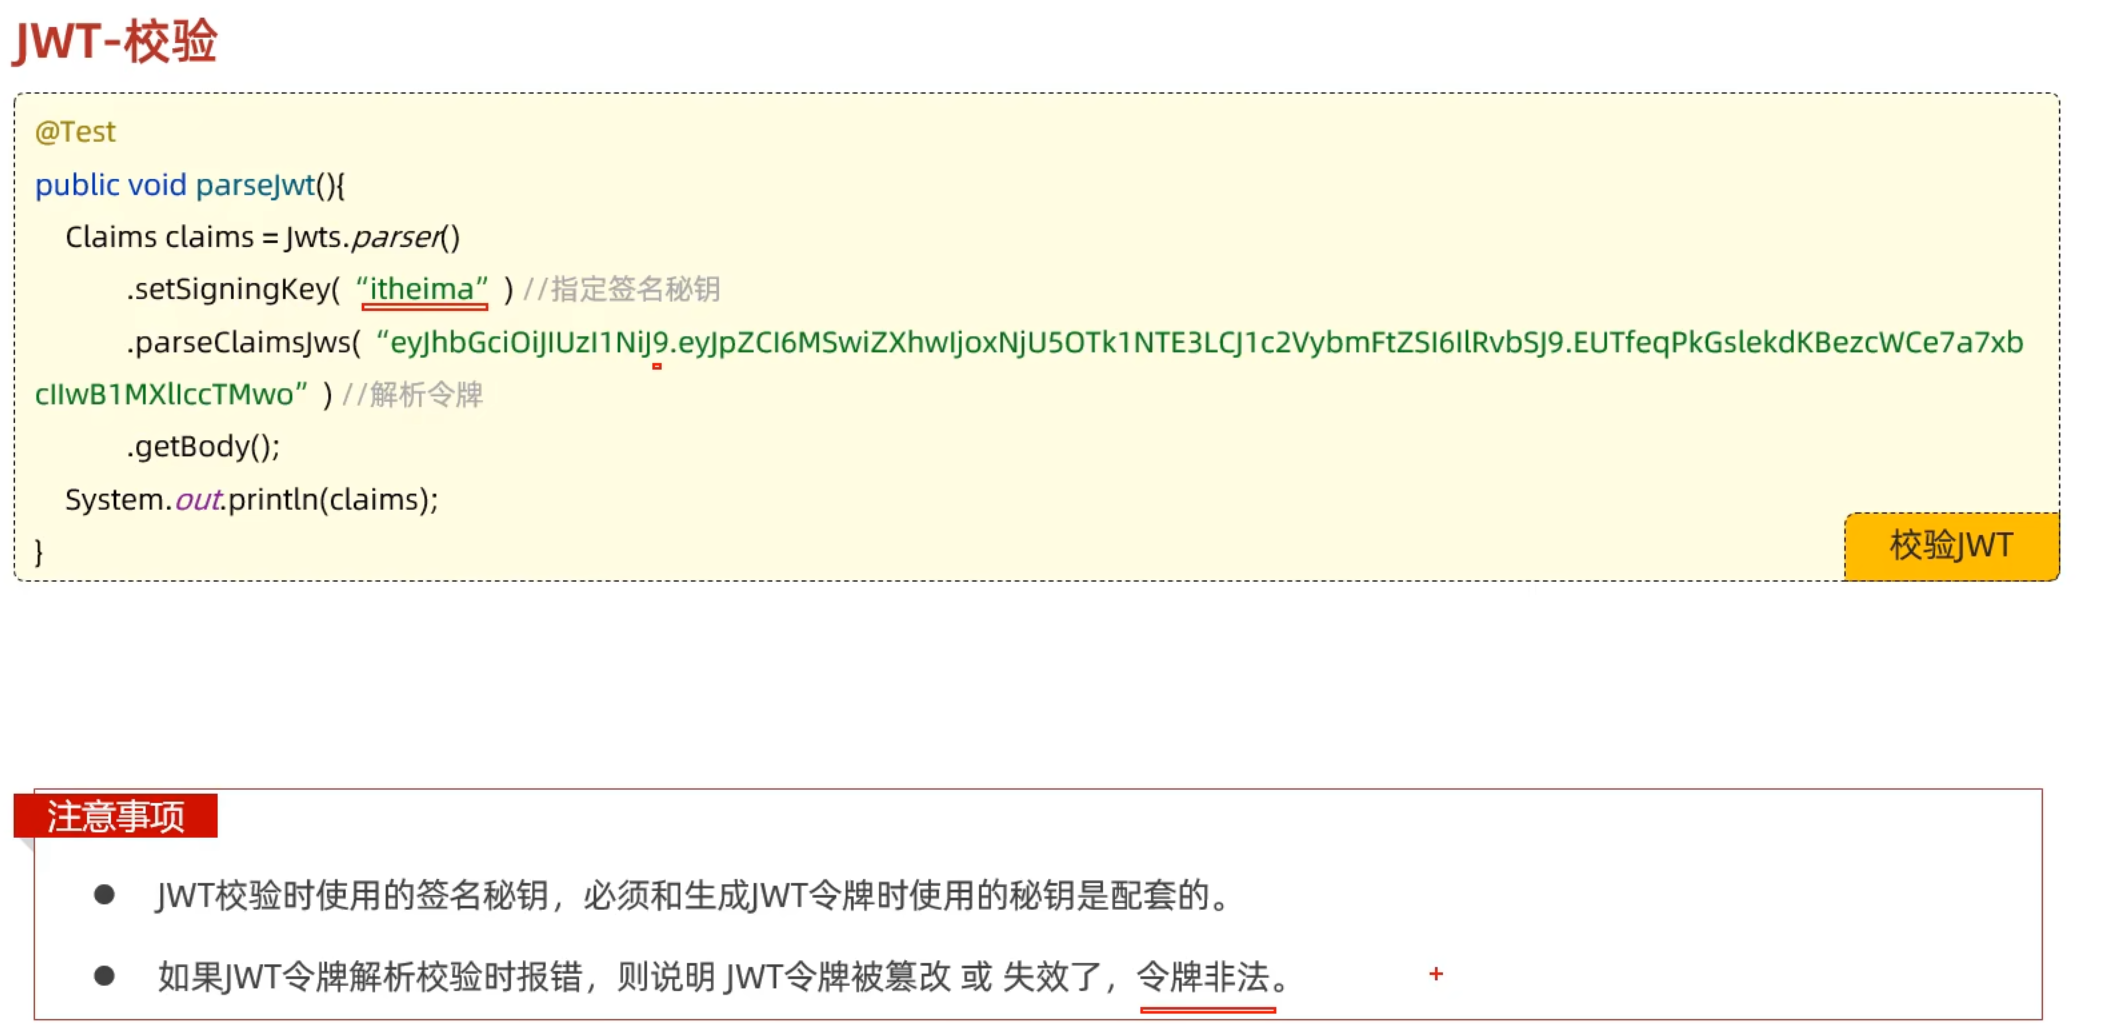 JWT-校验
@Test
public void parseJwt(){
Claims claims = Jwts.parser()
.setSigningKey( “itheima” ) //指定签名秘钥
.parseClaimsJws( “eyJhbGciOiJIUzI1NiJ9.eyJpZCI6MSwiZXhwIjoxNjU5OTk1NTE3LCJ1c2VybmFtZSI6IlRvbSJ9.EUTfeqPkGslekdKBezcWCe7a7xb
cIIwB1MXlIccTMwo” ) //解析令牌
.getBody();
System.out.println(claims);
}
校验JWT
注意事项
● JWT校验时使用的签名秘钥，必须和生成JWT令牌时使用的秘钥是配套的。
● 如果JWT令牌解析校验时报错，则说明 JWT令牌被篡改 或 失效了，令牌非法。